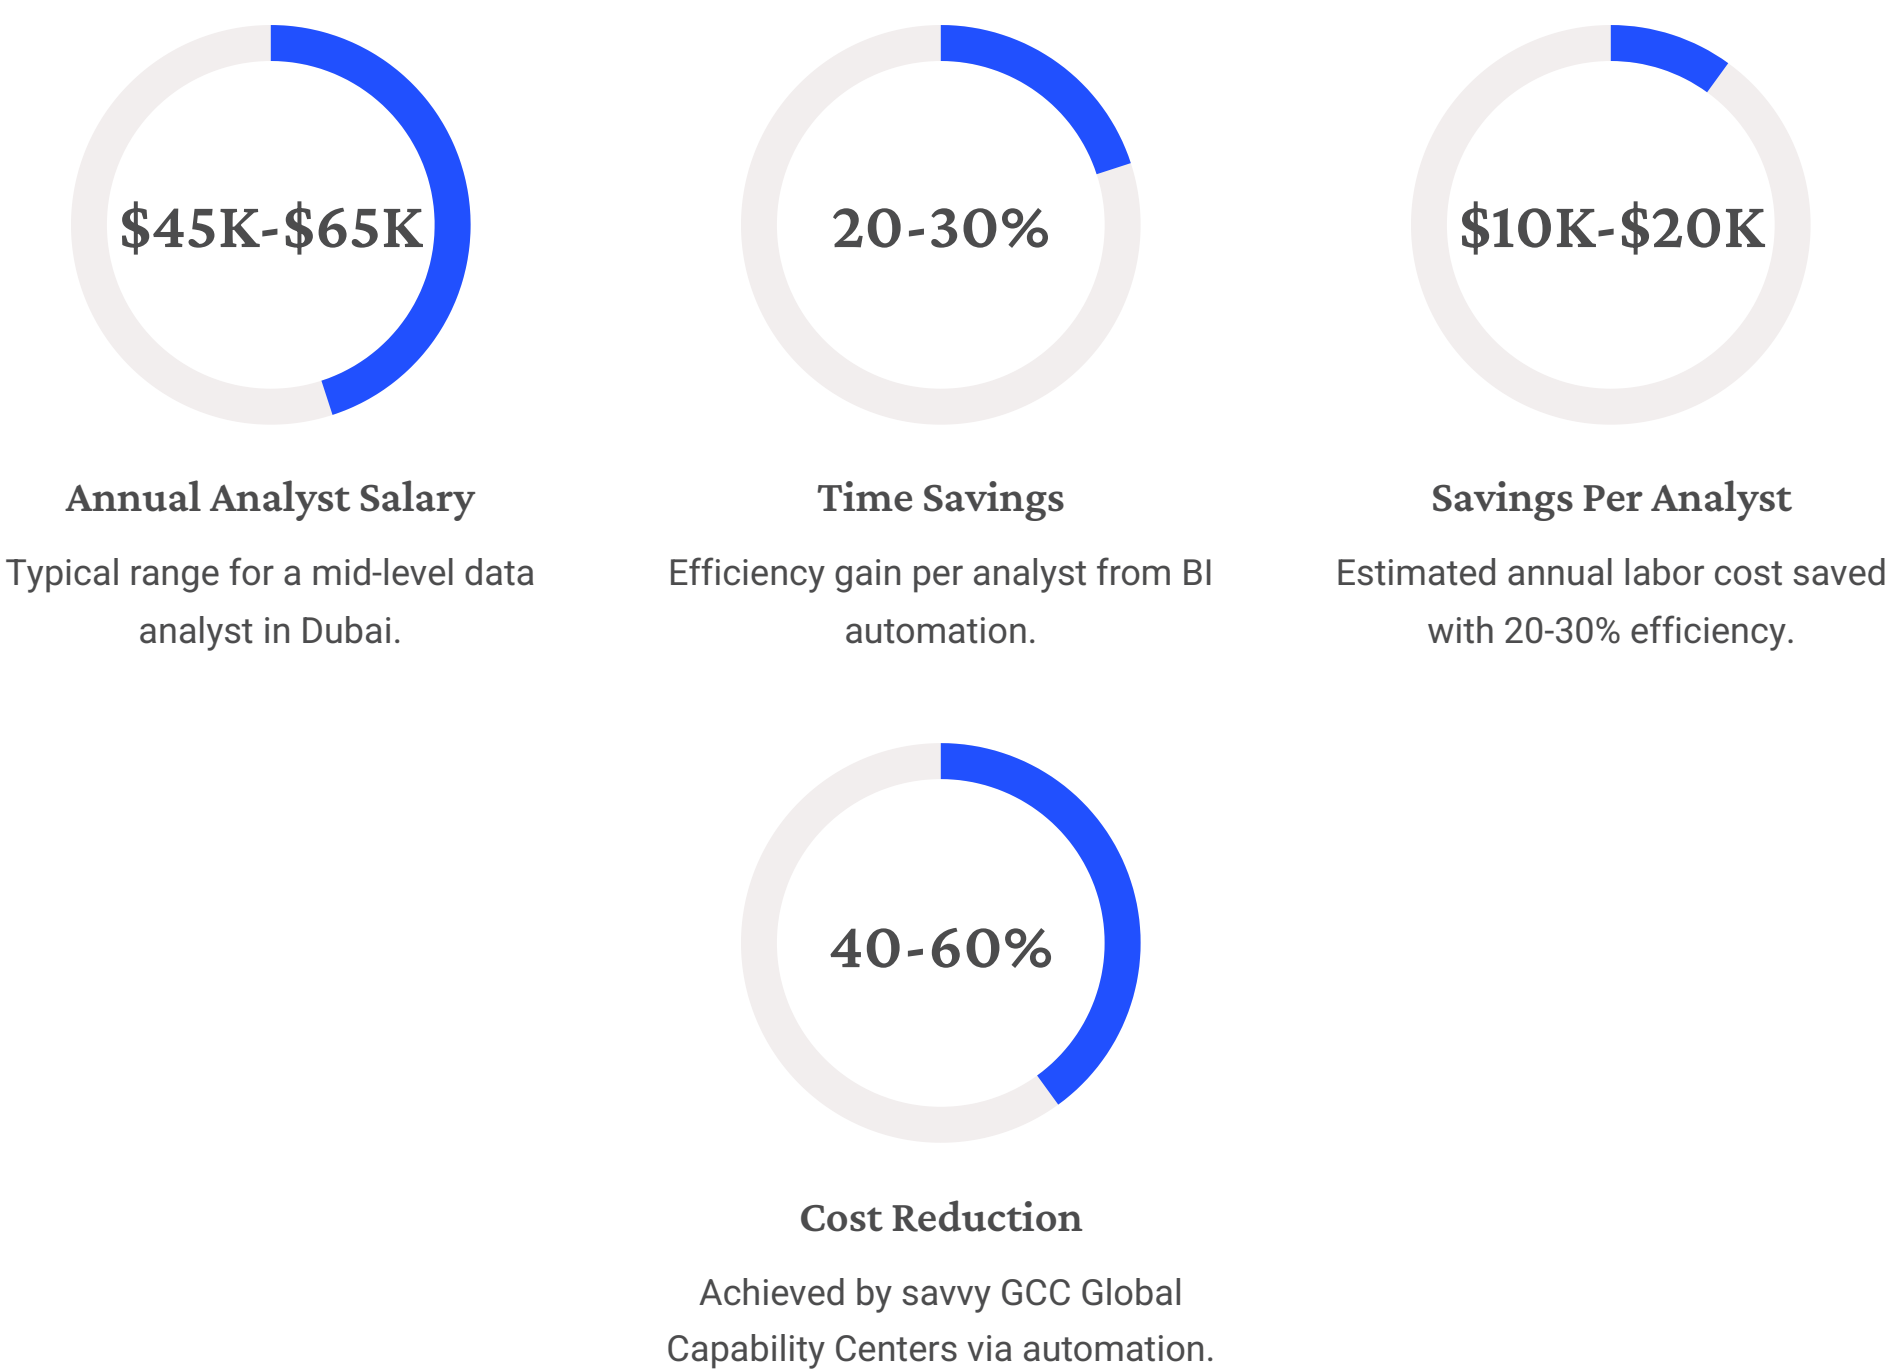 $45K-$65K
Annual Analyst Salary
Typical range for a mid-level data
analyst in Dubai.
20-30%
Time Savings
Efficiency gain per analyst from BI
automation.
$10K-$20K
Savings Per Analyst
Estimated annual labor cost saved
with 20-30% efficiency.
40-60%
Cost Reduction
Achieved by savvy GCC Global
Capability Centers via automation.